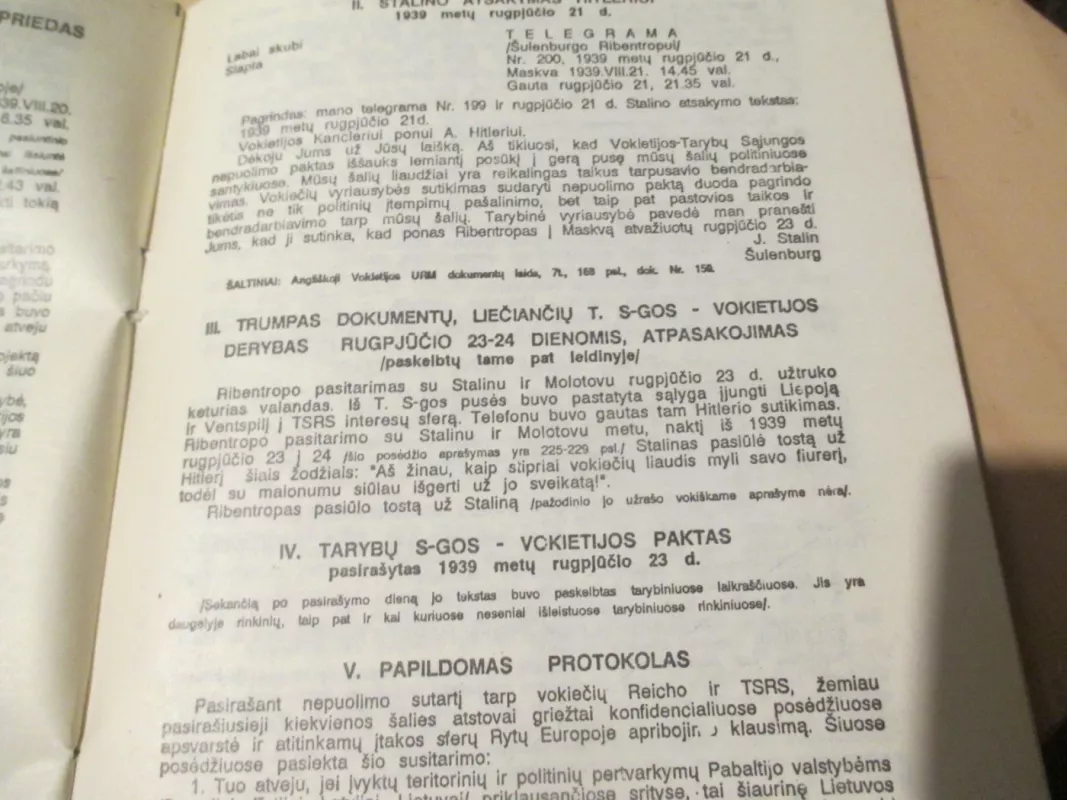 PRIEDAS
II. STALINO ATSAKYMAS HITLERIUI
1939 metų rugpjūčio 21 d.
Labai skubi
Slapta
TELEGRAMA
/Šulenburgo Ribentropui/
Nr. 200, 1939 metų rugpjūčio 21 d.,
Maskva 1939.VIII.21. 14.45 val.
Gauta rugpjūčio 21, 21.35 val.
Pagrindas: mano telegrama Nr. 199 ir rugpjūčio 21 d. Stalino atsakymo tekstas:
1939 metų rugpjūčio 21d.
Vokietijos Kancleriui ponui A. Hitleriui.
Dėkoju Jums už Jūsų laišką. Aš tikiuosi, kad Vokietijos-Tarybų Sąjungos
nepuolimo paktas iššauks lemiantį posūkį į gerą pusę mūsų šalių politiniuose
santykiuose. Mūsų šalių liaudžiai yra reikalingas taikus tarpusavio bendradarbia-
vimas. Vokiečių vyriausybės sutikimas sudaryti nepuolimo paktą duoda pagrindo
tikėtis ne tik politinių įtempimų pašalinimo, bet taip pat pastovios taikos ir
bendradarbiavimo tarp mūsų šalių. Tarybinė vyriausybė pavedė man pranešti
Jums, kad ji sutinka, kad ponas Ribentropas į Maskvą atvažiuotų rugpjūčio 23 d.
J. Stalin
Šulenburg
ŠALTINIAI: Angliškoji Vokietijos URM dokumentų laida, 7t., 168 psl., dok. Nr. 159.
III. TRUMPAS DOKUMENTŲ, LIEČIANČIŲ T. S-GOS - VOKIETIJOS
DERYBAS RUGPJŪČIO 23-24 DIENOMIS, ATPASAKOJIMAS
/paskelbtų tame pat leidinyje/
Ribentropo pasitarimas su Stalinu ir Molotovu rugpjūčio 23 d. užtruko
keturias valandas. Iš T. S-gos pusės buvo pastatyta sąlyga įjungti Liepoją
ir Ventspilį į TSRS interesų sferą. Telefonu buvo gautas tam Hitlerio sutikimas.
Ribentropo pasitarimo su Stalinu ir Molotovu metu, naktį iš 1939 metų
rugpjūčio 23 į 24 /šio posėdžio aprašymas yra 225-229 psl./ Stalinas pasiūlė tostą už
Hitlerį šiais žodžiais: "Aš žinau, kaip stipriai vokiečių liaudis myli savo fiurerį,
todėl su malonumu siūlau išgerti už jo sveikatą!".
Ribentropas pasiūlo tostą už Staliną /pažodinio jo užrašo vokiškame aprašyme nėra/.
IV. TARYBŲ S-GOS - VOKIETIJOS PAKTAS
pasirašytas 1939 metų rugpjūčio 23 d.
/Sekančią po pasirašymo dieną jo tekstas buvo paskelbtas tarybiniuose laikraščiuose. Jis yra
daugelyje rinkinių, taip pat ir kai kuriuose neseniai išleistuose tarybiniuose rinkiniuose/.
V. PAPILDOMAS PROTOKOLAS
Pasirašant nepuolimo sutartį tarp vokiečių Reicho ir TSRS, žemiau
pasirašiusieji kiekvienos šalies atstovai griežtai konfidencialiuose posėdžiuose
apsvarstė ir atitinkamų įtakos sferų Rytų Europoje klausimą. Šiuose
posėdžiuose pasiekta šio susitarimo:
1. Tuo atveju, jei įvyktų teritorinių ir politinių pertvarkymų Pabaltijo valstybėms
Lietuvai/ priklausančiose srityse, tai šiaurinė Lietuvos